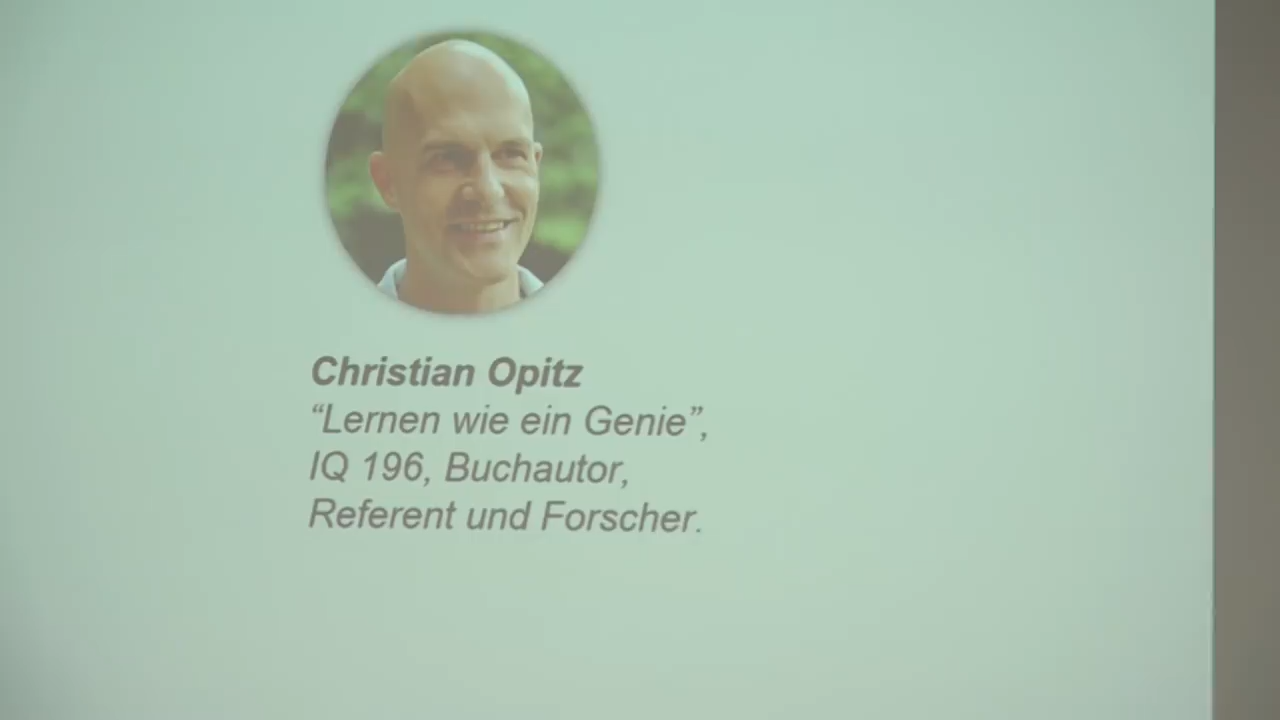 Christian Opitz
“Lernen wie ein Genie”,
IQ 196, Buchautor,
Referent und Forscher.